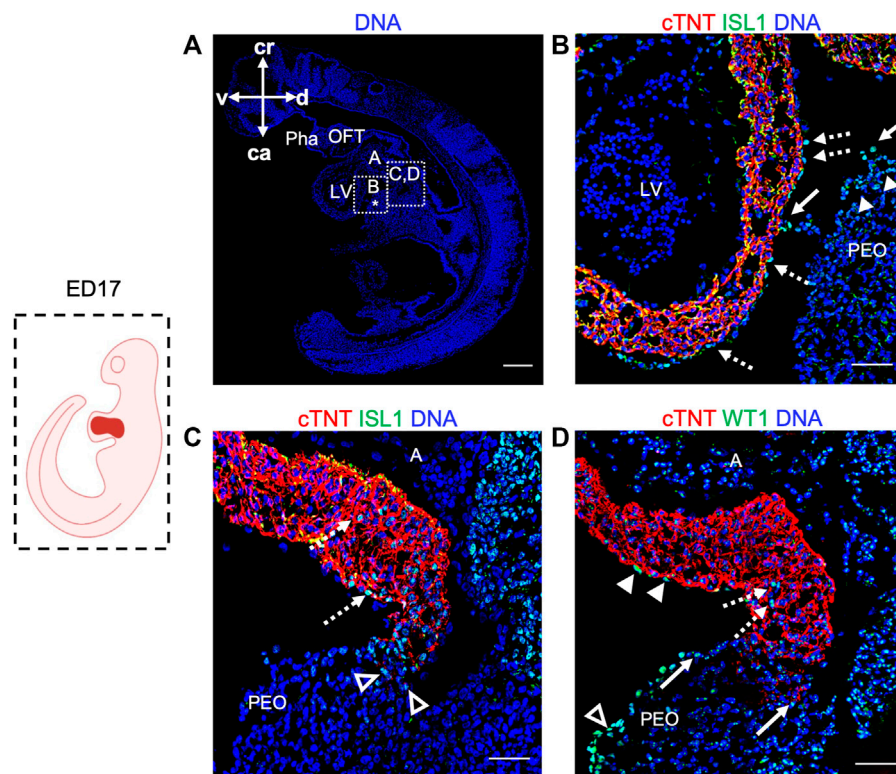 ED17
A
DNA
cr
v
d
ca
Pha
OFT
A
LV
B
C,D
*
B
cTNT ISL1 DNA
LV
PEO
C
cTNT ISL1 DNA
A
PEO
D
cTNT WT1 DNA
A
PEO